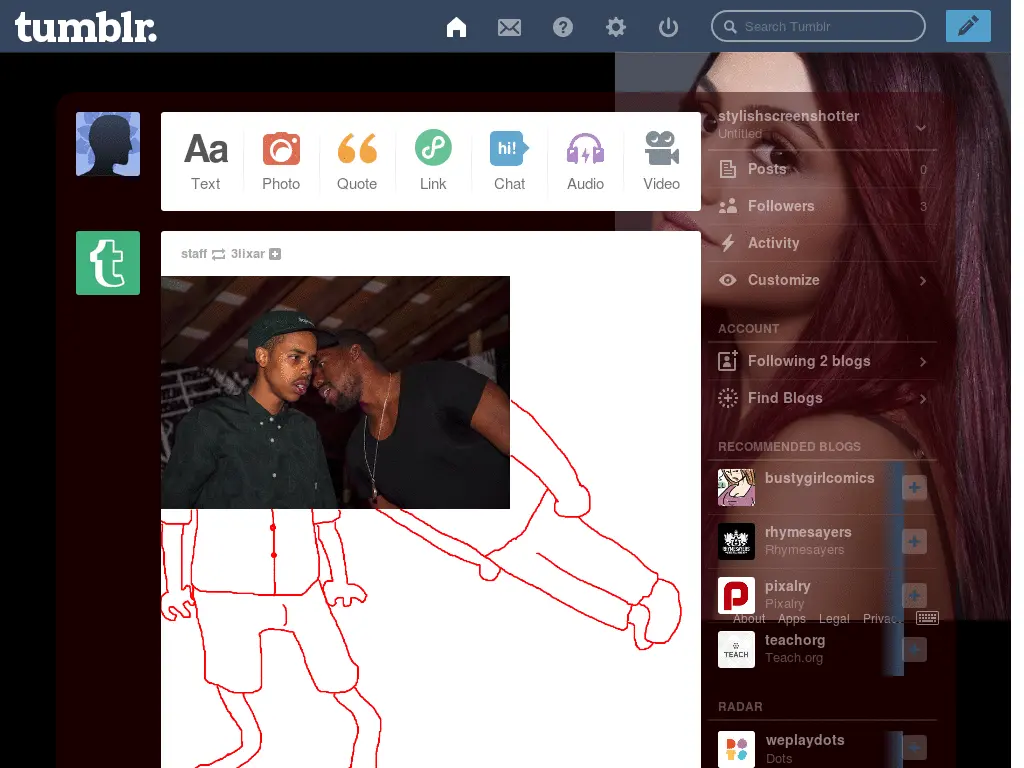 tumblr.
Search Tumblr
Aa
hi!
Text
Photo
Quote
Link
Chat
Audio
Video
t
staff 3lixar
stylishscreenshotter
Untitled
Posts 0
Followers 3
Activity
Customize
ACCOUNT
Following 2 blogs
Find Blogs
RECOMMENDED BLOGS
bustygirlcomics
rhymesayers
Rhymesayers
pixalry
Pixalry
About Apps Legal
teachorg
Teach.org
TEACH
RADAR
weplaydots
Dots